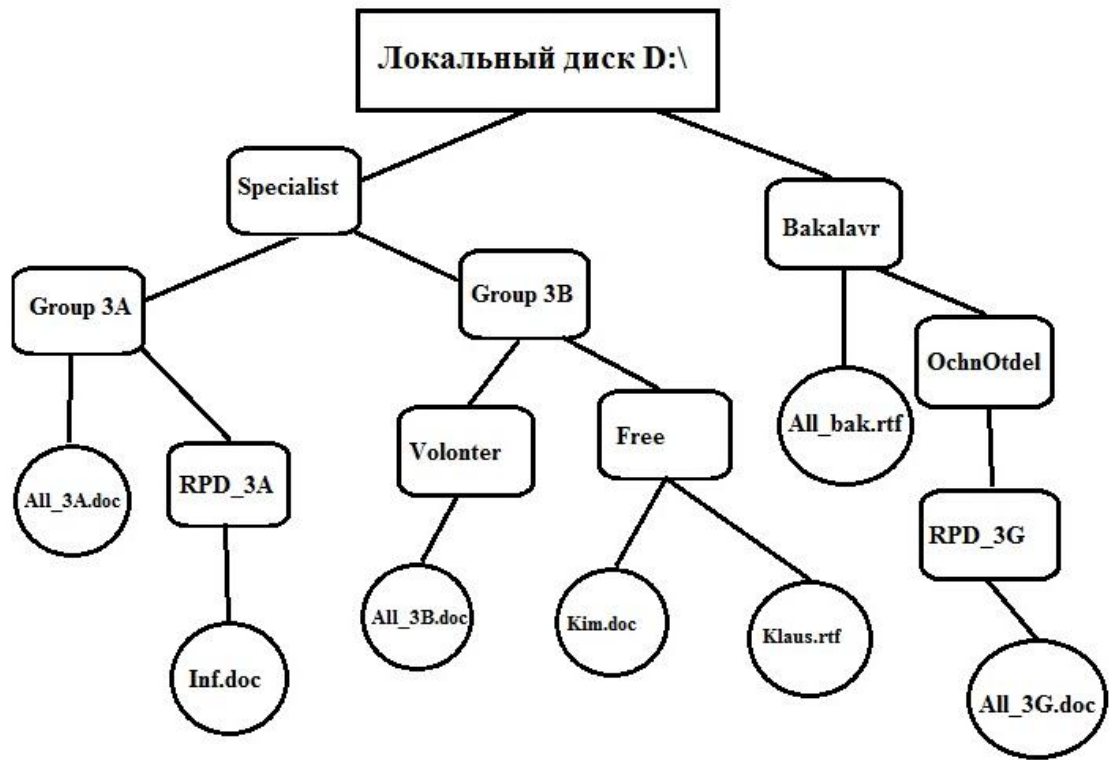 Локальный диск D:\
Specialist
Bakalavr
Group 3A
Group 3B
OchnOtdel
All_bak.rtf
Volonter
Free
All_3A.doc
RPD_3A
RPD_3G
All_3B.doc
Kim.doc
Klaus.rtf
Inf.doc
All_3G.doc